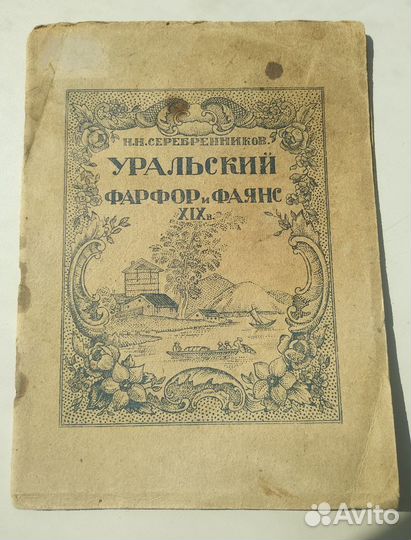 Н.Н.СЕРЕБРЕННИКОВ.
УРАЛЬСКИЙ
ФАРФОР и ФАЯНС
XIX в.
Avito